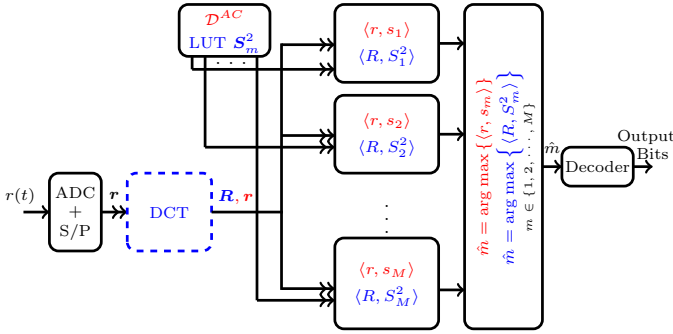 𝒟^{AC}
LUT S_m^2
· · ·
⟨r, s_1⟩
⟨R, S_1^2⟩
⟨r, s_2⟩
⟨R, S_2^2⟩
r(t)
ADC
+
S/P
r
DCT
R, r
⋮
⟨r, s_M⟩
⟨R, S_M^2⟩
m̂ = arg max {⟨r, s_m⟩}
m̂ = arg max {⟨R, S_m^2⟩}
m ∈ {1, 2, · · · , M}
m̂
Decoder
Output
Bits